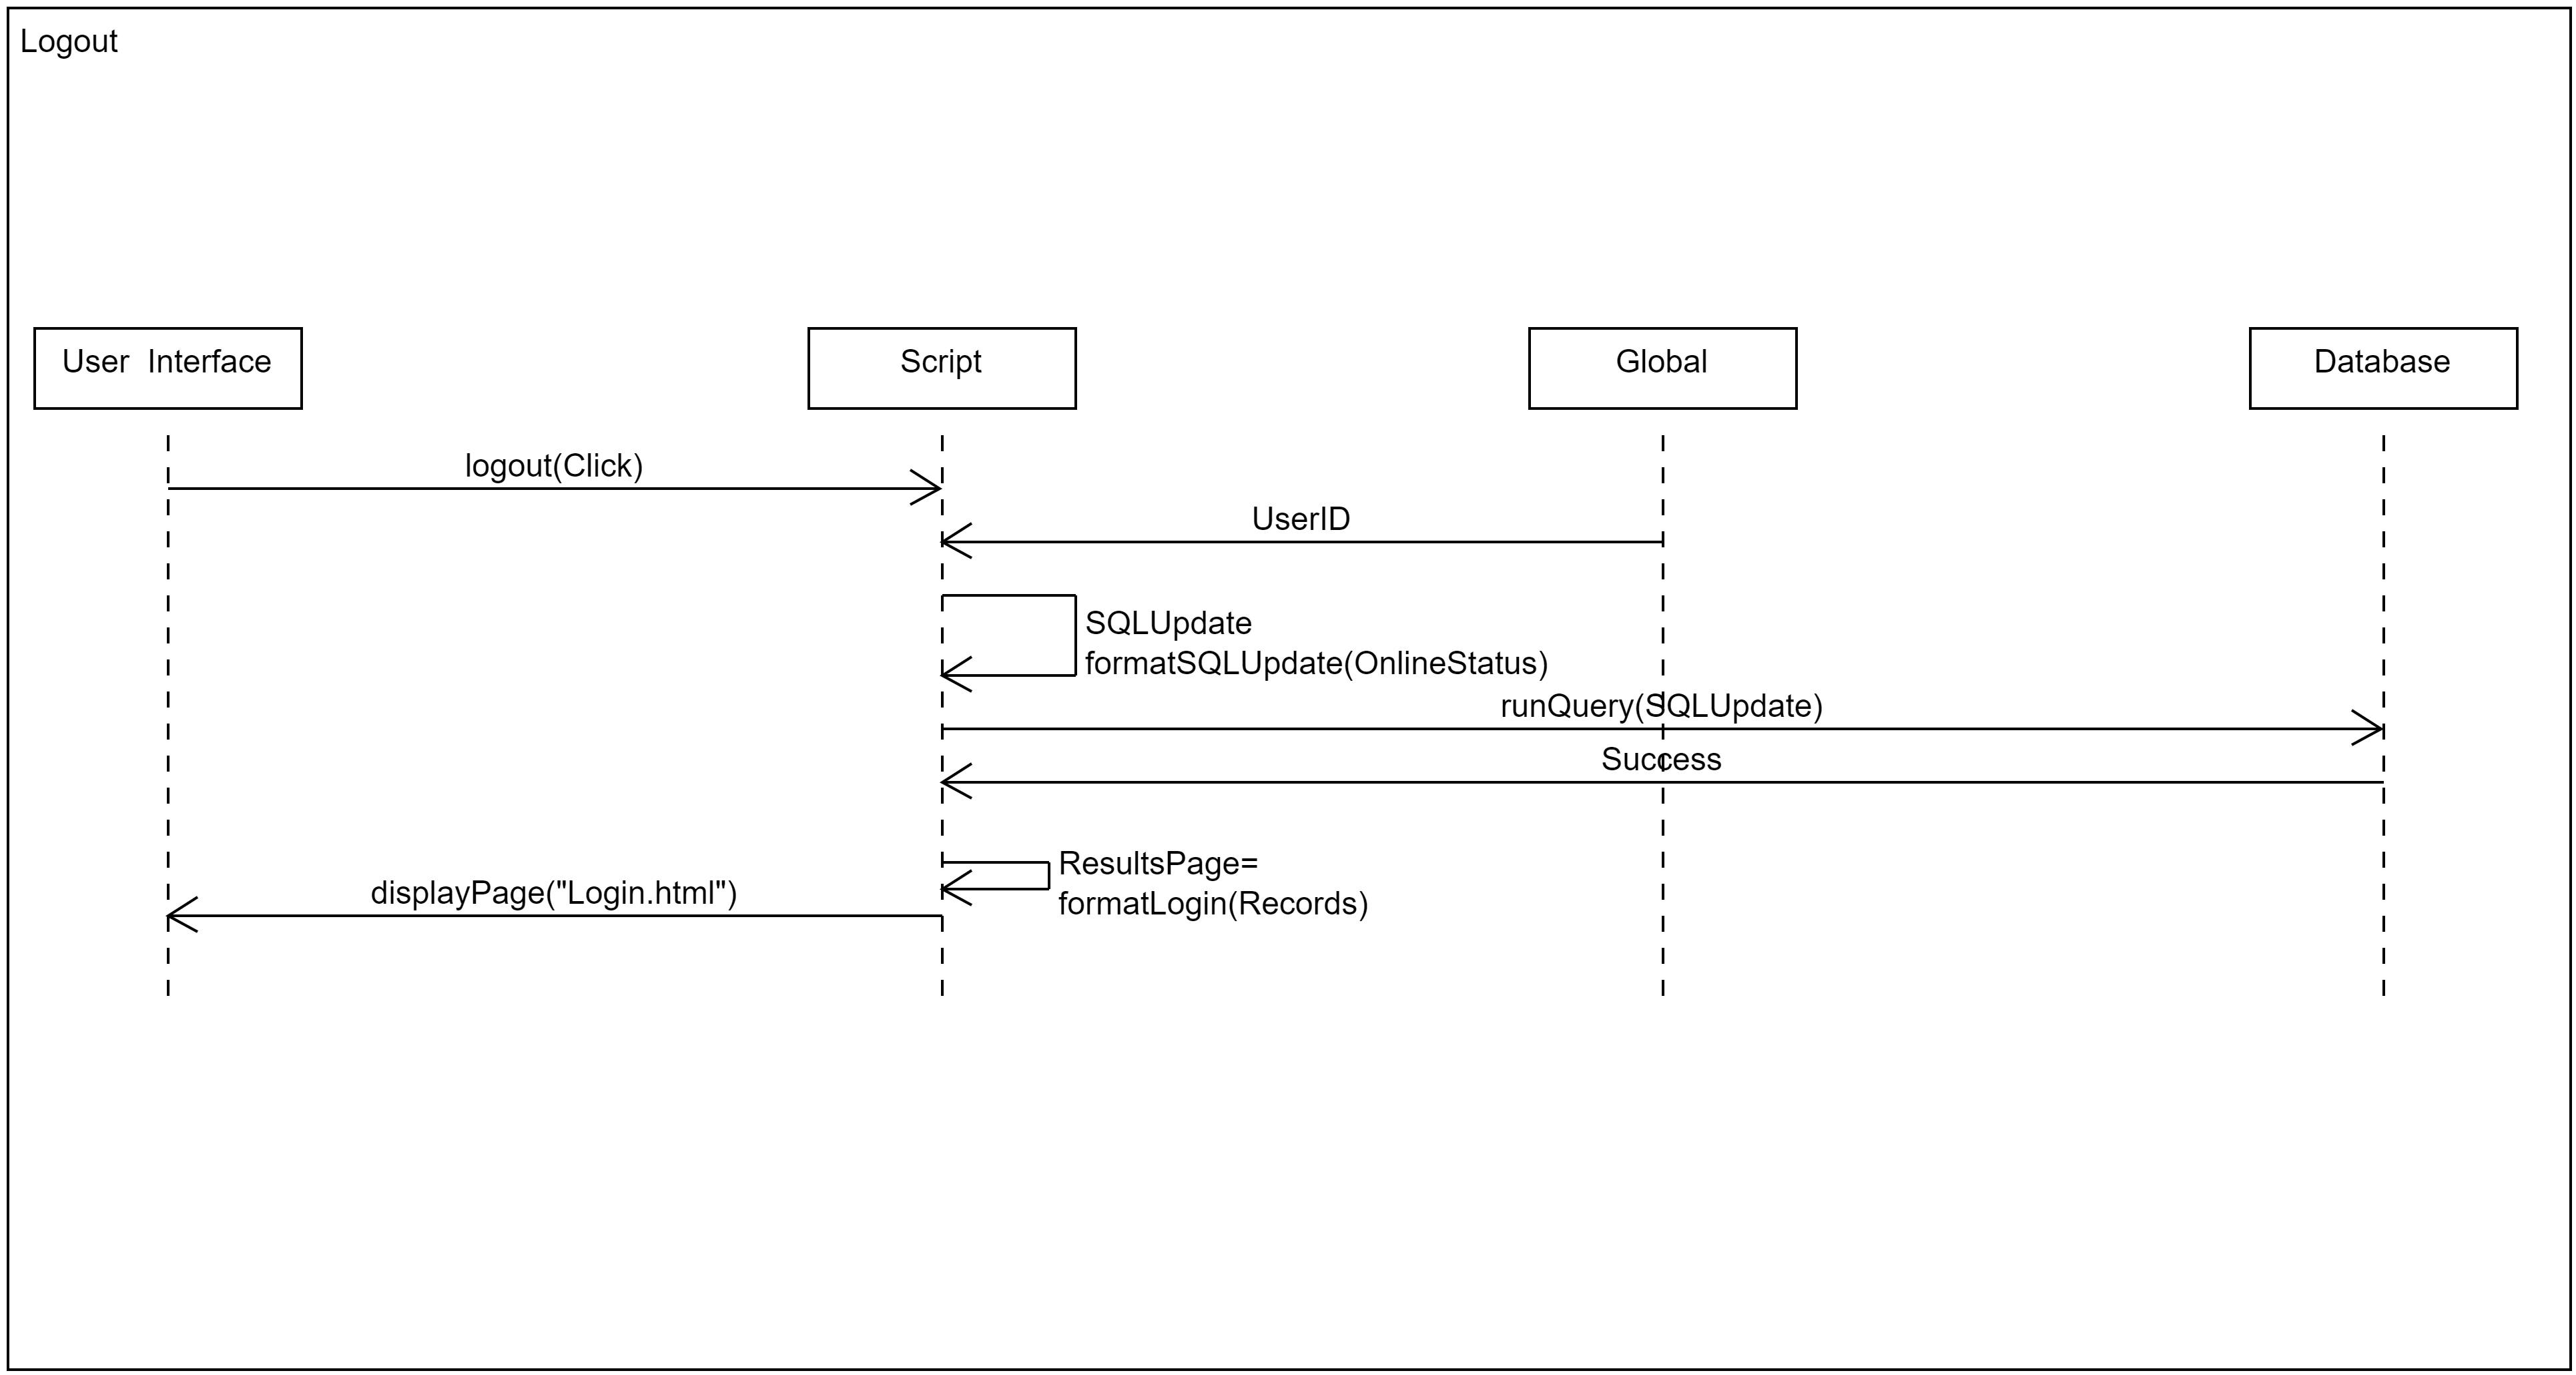 Logout
User  Interface
Script
Global
Database
logout(Click)
UserID
SQLUpdate
formatSQLUpdate(OnlineStatus)
runQuery(SQLUpdate)
Success
ResultsPage=
formatLogin(Records)
displayPage("Login.html")